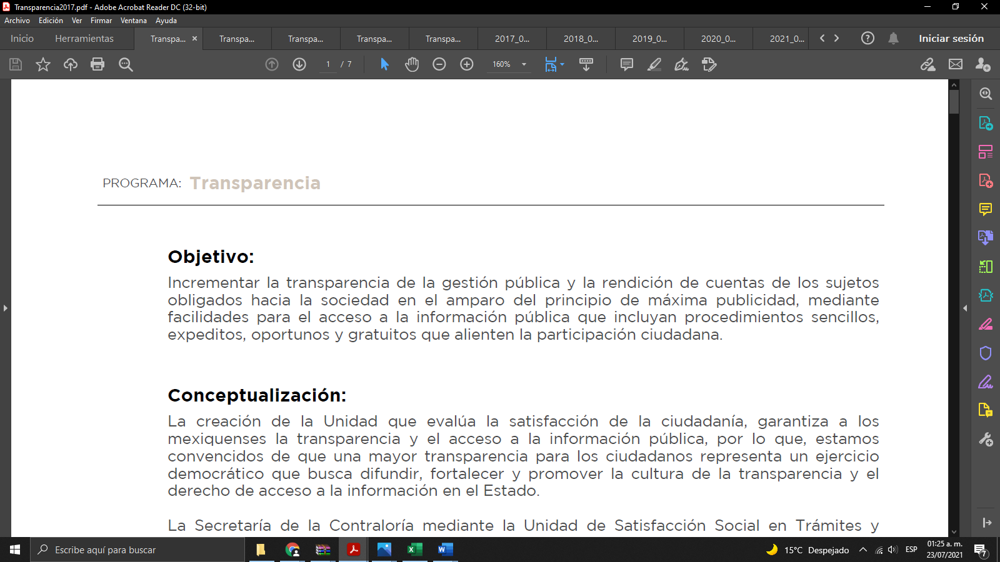 Transparencia2017.pdf - Adobe Acrobat Reader DC (32-bit)
Archivo Edición Ver Firmar Ventana Ayuda
Inicio Herramientas Transpa... × Transpa... Transpa... Transpa... Transpa... 2017_0... 2018_0... 2019_0... 2020_0... 2021_0... Iniciar sesión
1 / 7 160%
PROGRAMA: Transparencia
Objetivo:
Incrementar la transparencia de la gestión pública y la rendición de cuentas de los sujetos
obligados hacia la sociedad en el amparo del principio de máxima publicidad, mediante
facilidades para el acceso a la información pública que incluyan procedimientos sencillos,
expeditos, oportunos y gratuitos que alienten la participación ciudadana.
Conceptualización:
La creación de la Unidad que evalúa la satisfacción de la ciudadanía, garantiza a los
mexiquenses la transparencia y el acceso a la información pública, por lo que, estamos
convencidos de que una mayor transparencia para los ciudadanos representa un ejercicio
democrático que busca difundir, fortalecer y promover la cultura de la transparencia y el
derecho de acceso a la información en el Estado.
La Secretaría de la Contraloría mediante la Unidad de Satisfacción Social en Trámites y
Escribe aquí para buscar
15°C Despejado
ESP
01:25 a. m.
23/07/2021
7